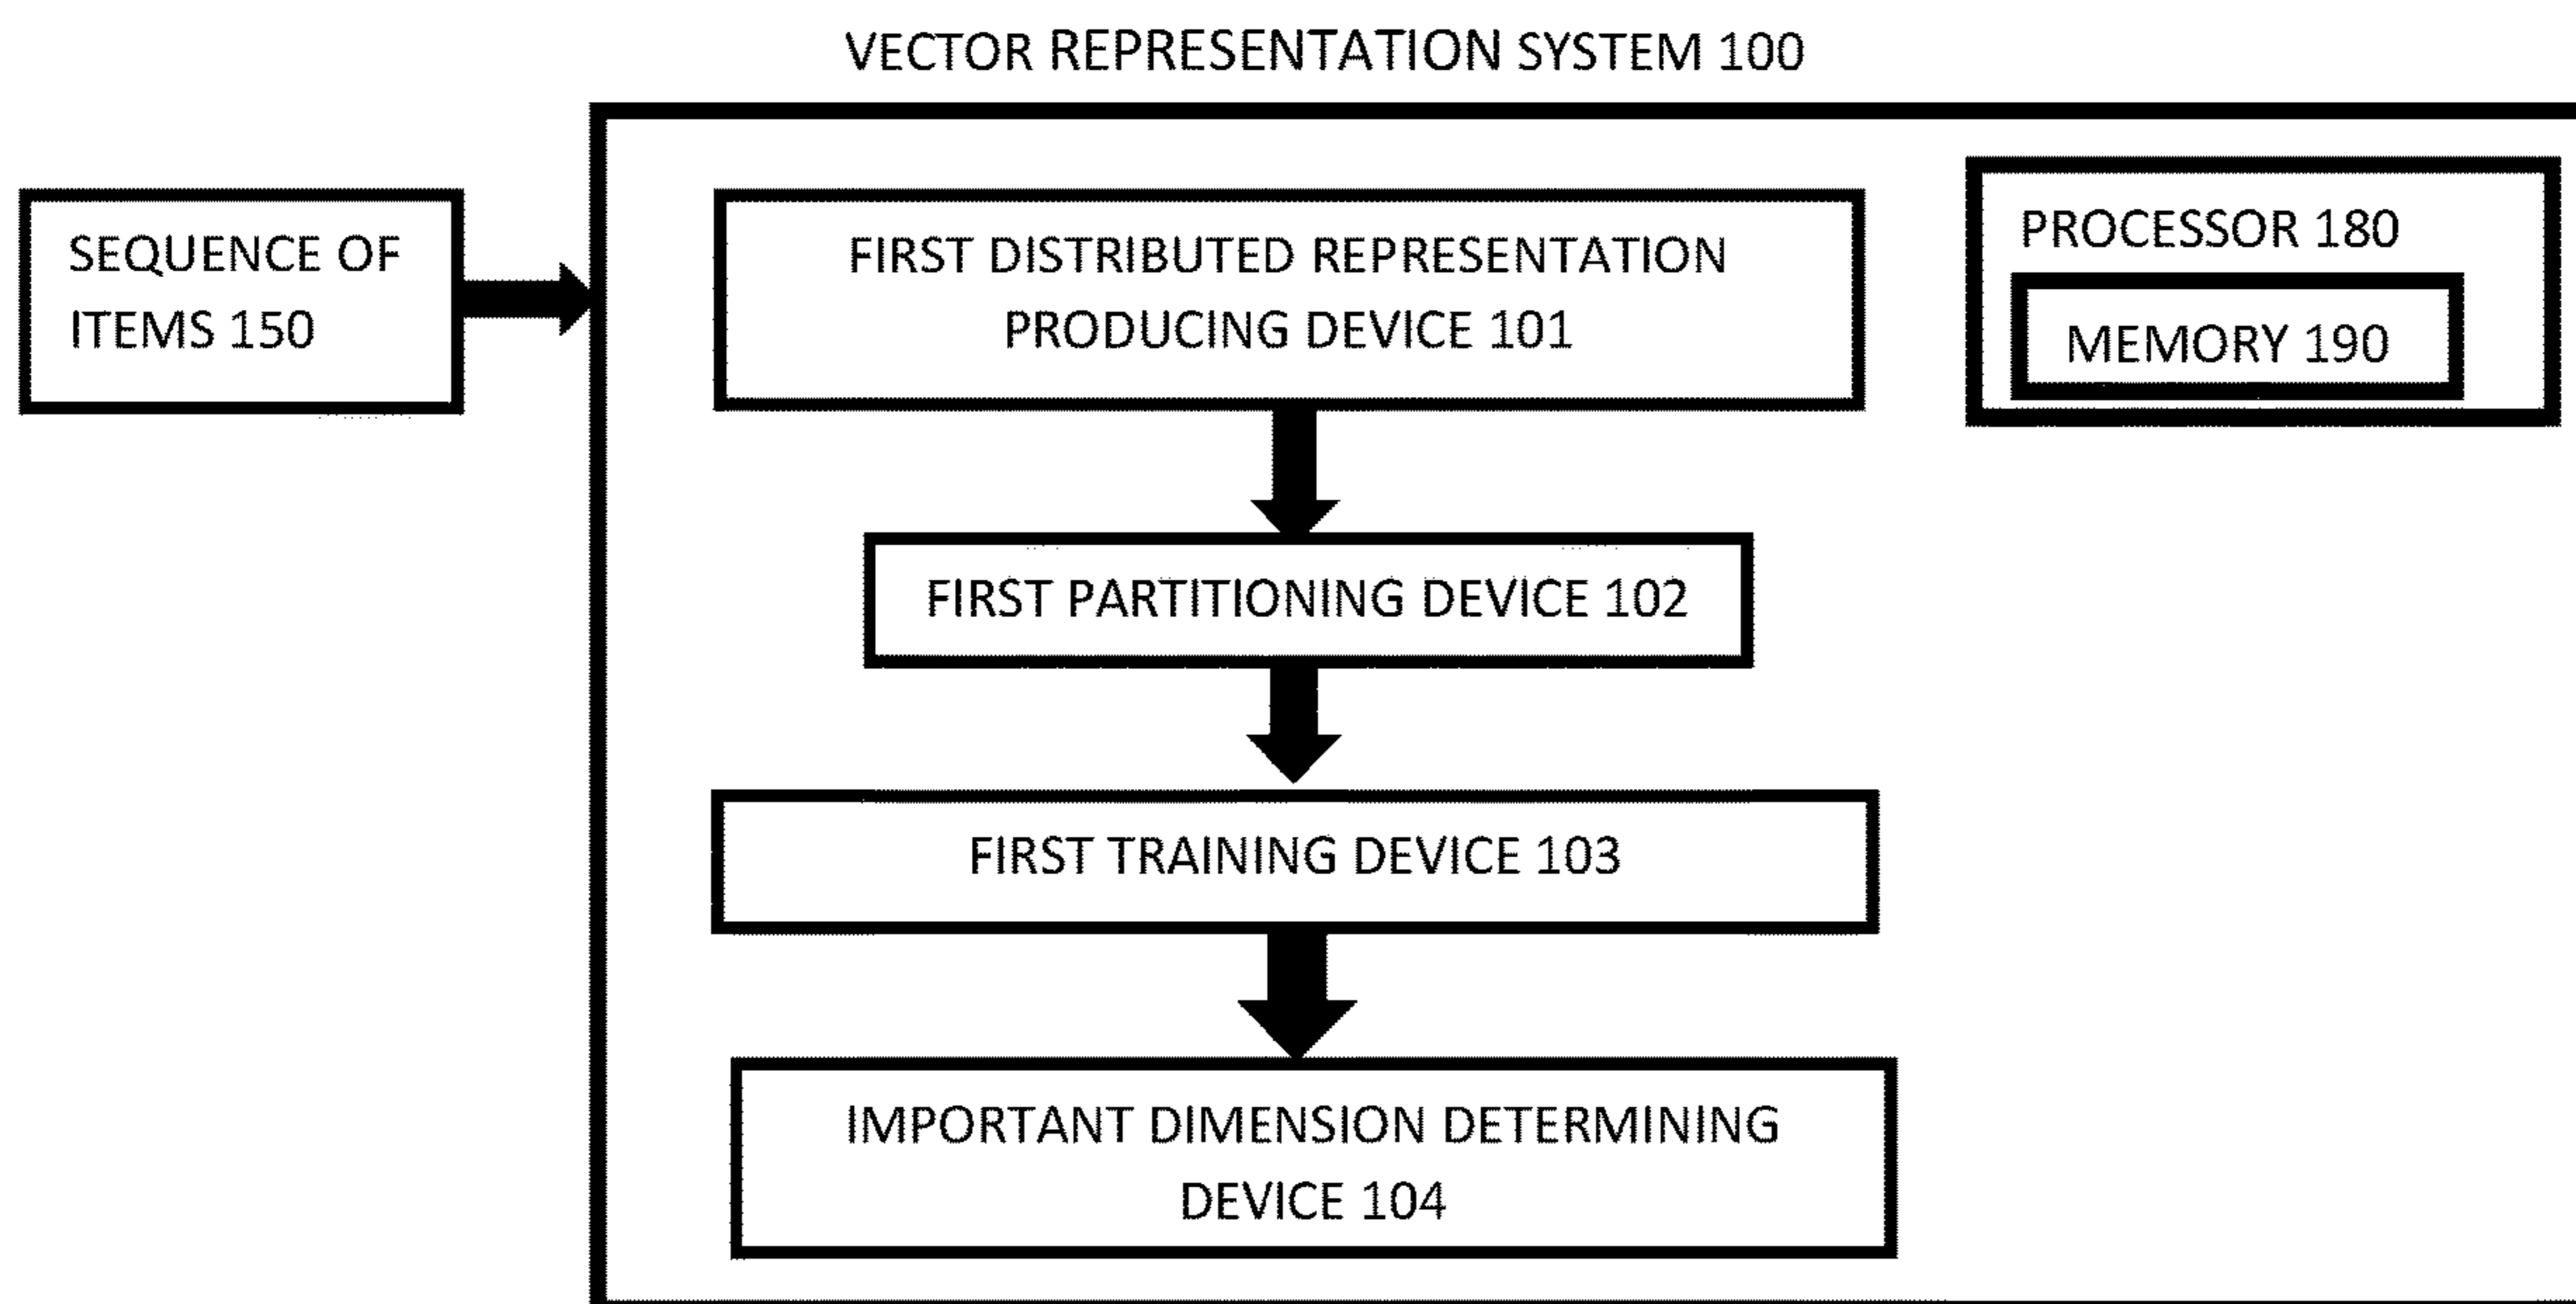 VECTOR REPRESENTATION SYSTEM 100
SEQUENCE OF
ITEMS 150
FIRST DISTRIBUTED REPRESENTATION
PRODUCING DEVICE 101
PROCESSOR 180
MEMORY 190
FIRST PARTITIONING DEVICE 102
FIRST TRAINING DEVICE 103
IMPORTANT DIMENSION DETERMINING
DEVICE 104